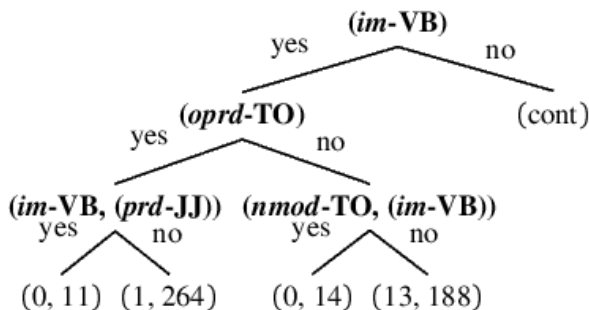 (im-VB)
yes no
(oprd-TO) (cont)
yes no
(im-VB, (prd-JJ)) (nmod-TO, (im-VB))
yes no yes no
(0, 11) (1, 264) (0, 14) (13, 188)